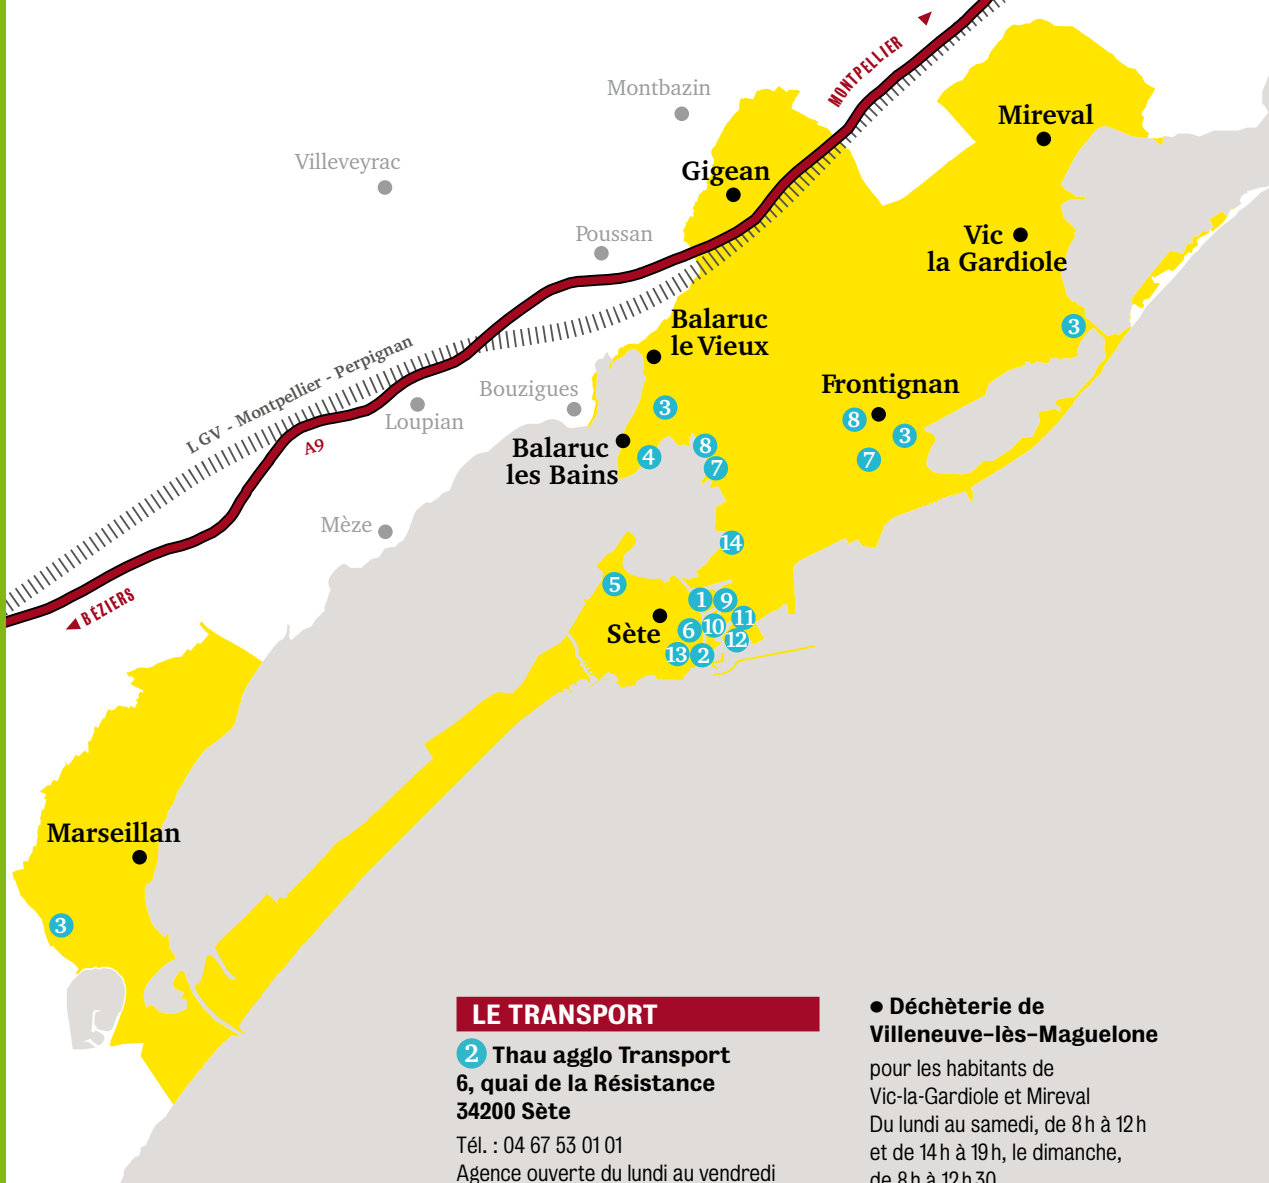 MONTPELLIER
Montbazin
Mireval
Villeveyrac
Gigean
Poussan
Vic
la Gardiole
Balaruc
le Vieux
3
LGV - Montpellier - Perpignan
Frontignan
Bouzigues
3
8
Loupian
3
A9
Balaruc
les Bains
4
8
7
7
Mèze
14
5
BÉZIERS
1
9
11
Sète
6
10
12
13
2
Marseillan
3
LE TRANSPORT
2 Thau agglo Transport
6, quai de la Résistance
34200 Sète
Tél. : 04 67 53 01 01
Agence ouverte du lundi au vendredi
● Déchèterie de
Villeneuve-lès-Maguelone
pour les habitants de
Vic-la-Gardiole et Mireval
Du lundi au samedi, de 8 h à 12 h
et de 14 h à 19 h, le dimanche,
de 8 h à 12 h 30